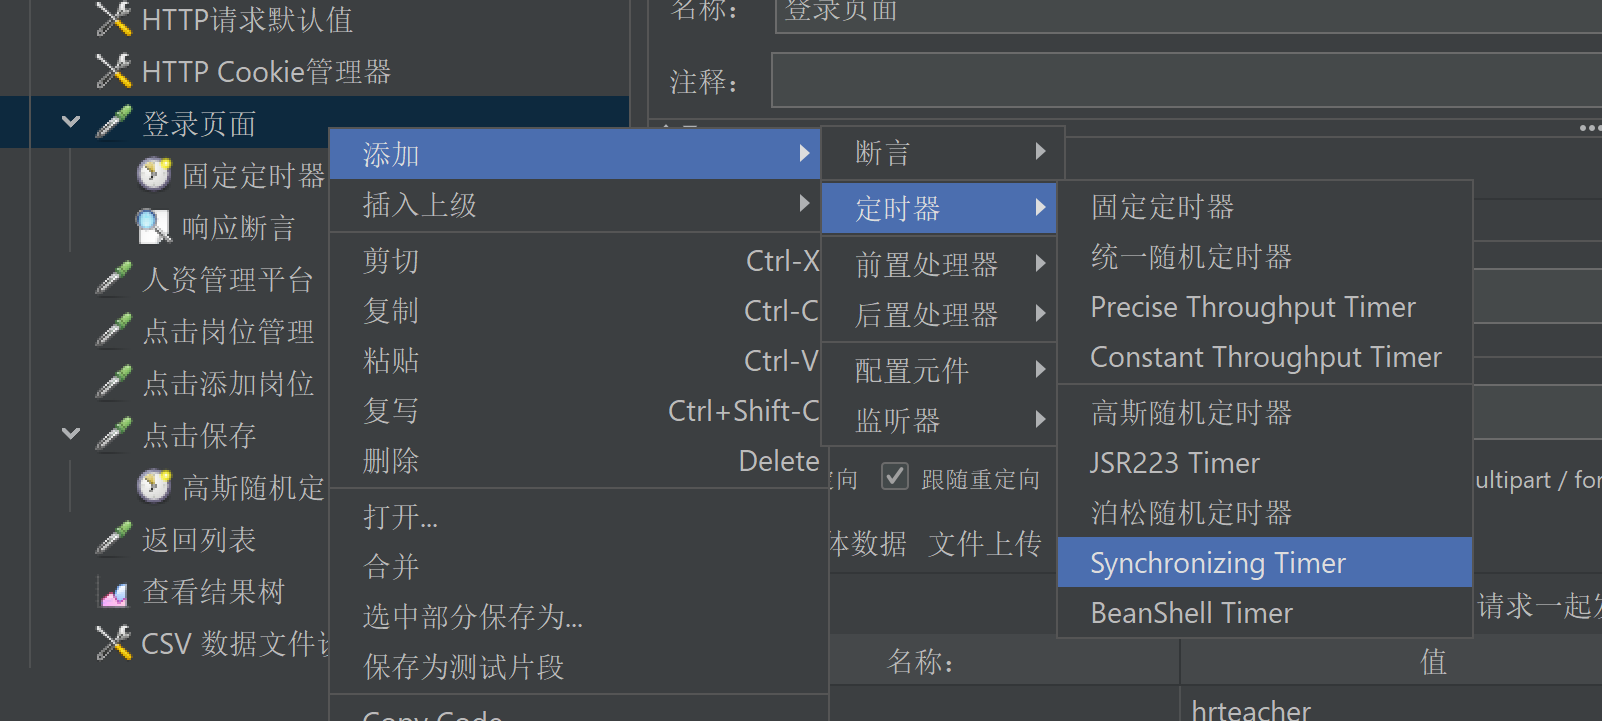 HTTP请求默认值
HTTP Cookie管理器
登录页面
固定定时器
响应断言
人资管理平台
点击岗位管理
点击添加岗位
点击保存
高斯随机定
返回列表
查看结果树
CSV 数据文件
名称：
登录页面
注释：
添加
插入上级
剪切 Ctrl-X
复制 Ctrl-C
粘贴 Ctrl-V
复写 Ctrl+Shift-C
删除 Delete
打开...
合并
选中部分保存为...
保存为测试片段
Copy Code
断言
定时器
前置处理器
后置处理器
配置元件
监听器
固定定时器
统一随机定时器
Precise Throughput Timer
Constant Throughput Timer
高斯随机定时器
JSR223 Timer
泊松随机定时器
Synchronizing Timer
BeanShell Timer
向 跟随重定向
ultipart / for
体数据 文件上传
请求一起发
名称： 值
hrteacher